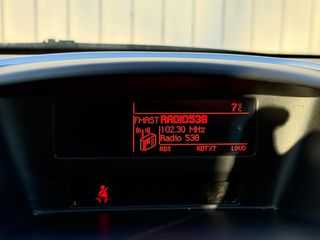 7°C
FMAST RADIO538
102.30 MHz
Radio 538
RDS RDTXT LOUD